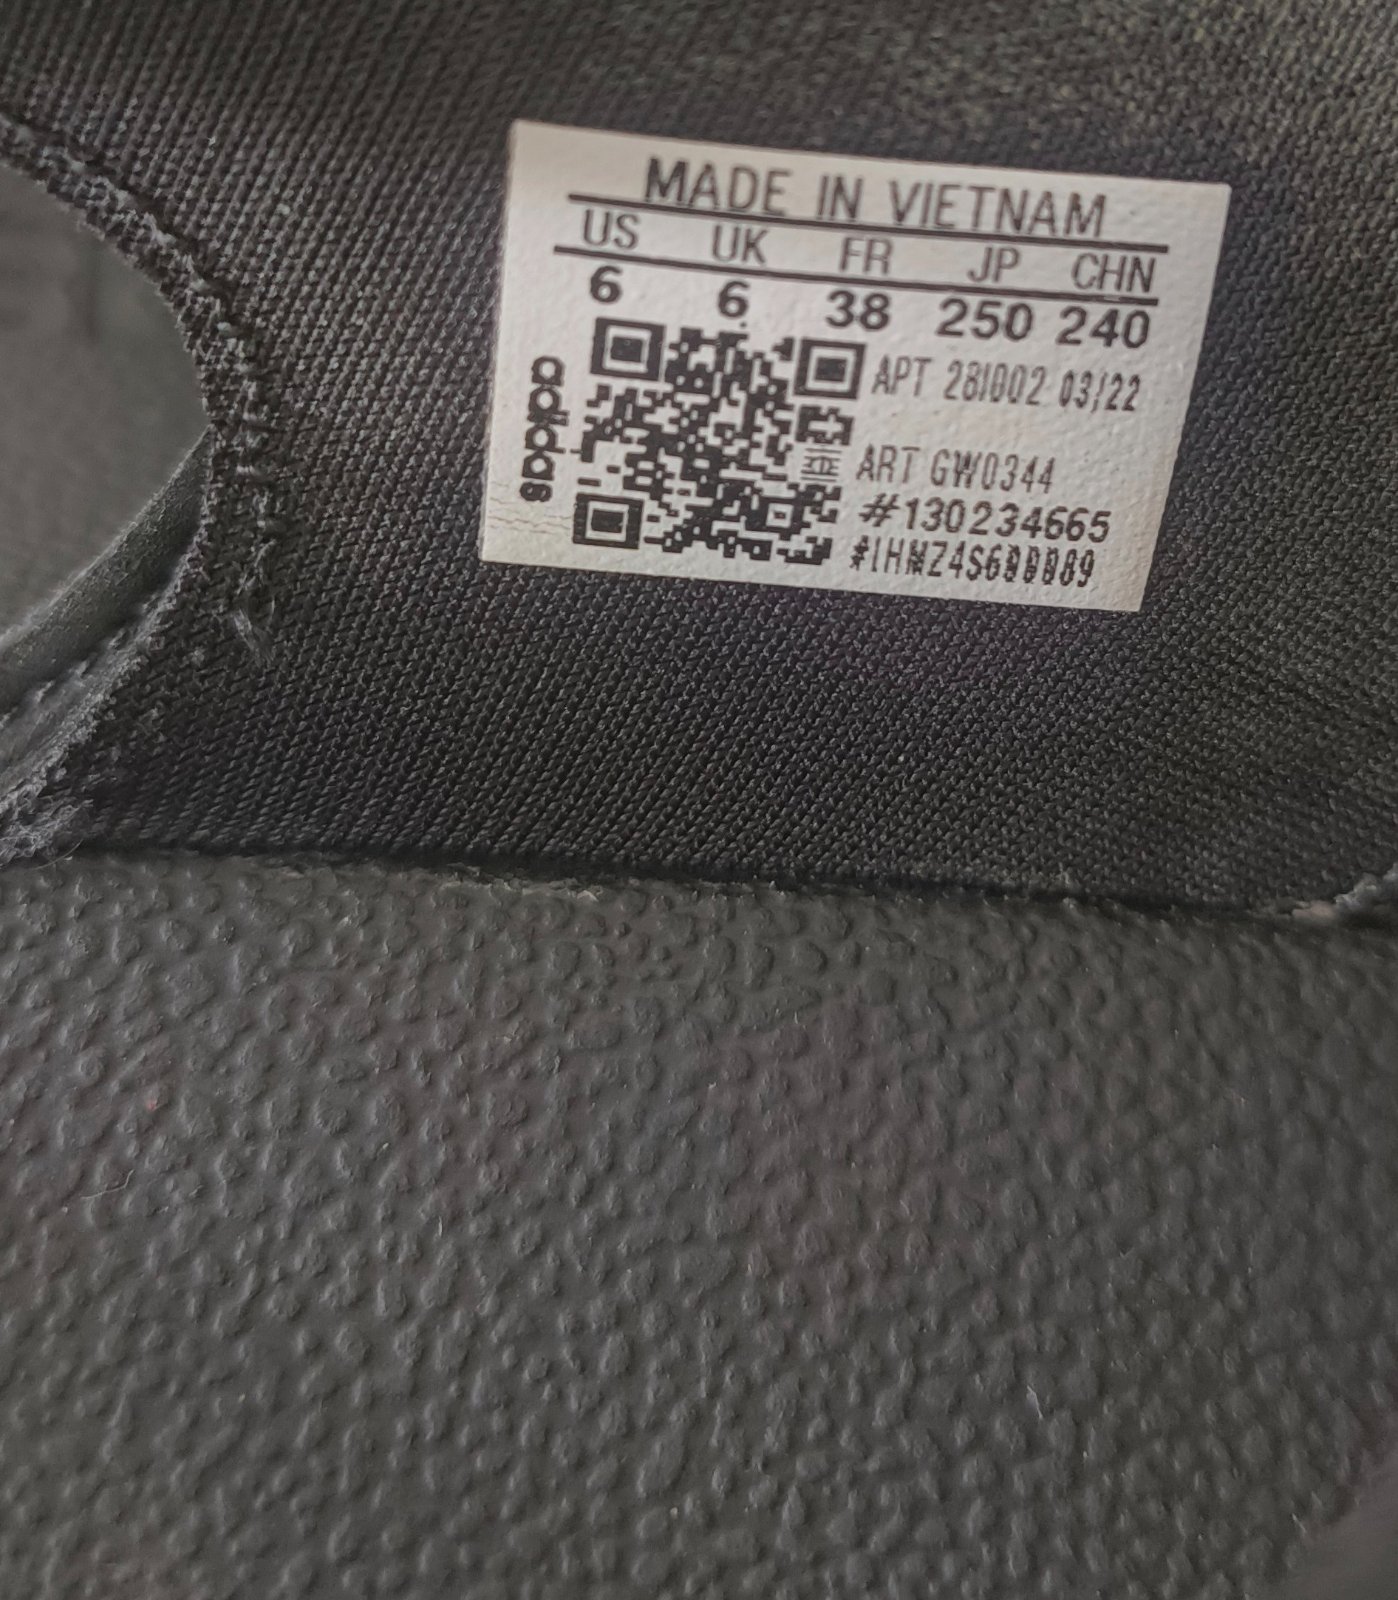 MADE IN VIETNAM
US UK FR JP CHN
6 6 38 250 240
adidas
APT 28I002 03/22
ART GW0344
#130234665